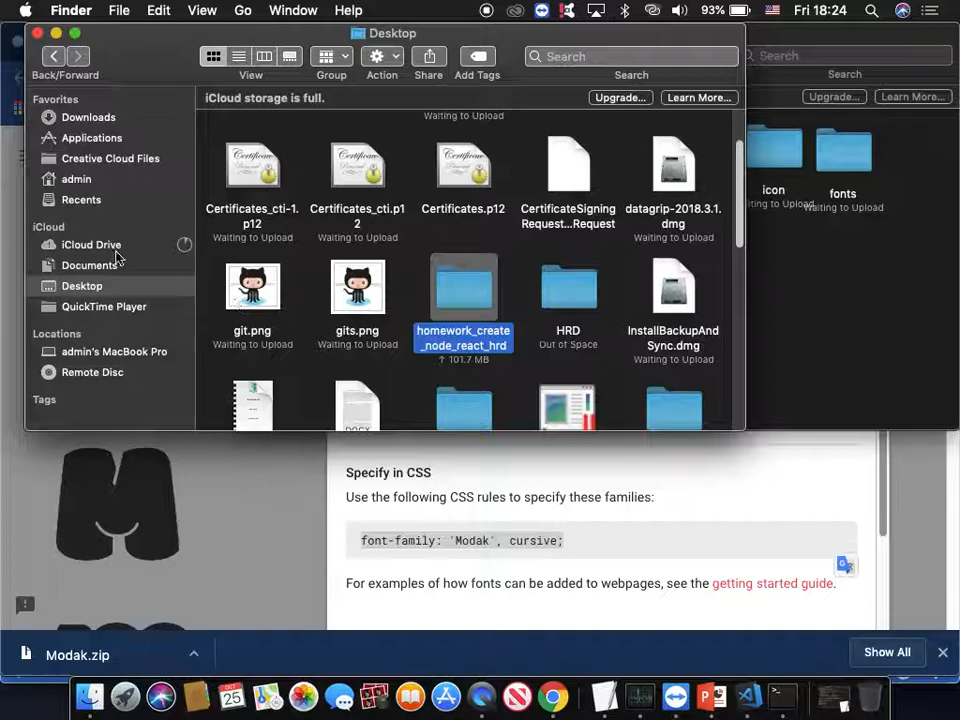 Finder File Edit View Go Window Help 93% Fri 18:24
Desktop
Search
Back/Forward View Group Action Share Add Tags Search
Search
Search
iCloud storage is full. Upgrade... Learn More...
Upgrade... Learn More...
Favorites
Downloads
Applications
Creative Cloud Files
admin
Recents
iCloud
iCloud Drive
Documents
Desktop
QuickTime Player
Locations
admin's MacBook Pro
Remote Disc
Tags
Waiting to Upload
Certificates_cti-1.
p12
Waiting to Upload
Certificates_cti.p1
2
Waiting to Upload
Certificates.p12
Waiting to Upload
CertificateSigning
Request...Request
Waiting to Upload
datagrip-2018.3.1.
dmg
Waiting to Upload
git.png
Waiting to Upload
gits.png
Waiting to Upload
homework_create
_node_react_hrd
↑ 101.7 MB
HRD
Out of Space
InstallBackupAnd
Sync.dmg
Waiting to Upload
icon
fonts
Waiting to Upload
Specify in CSS
Use the following CSS rules to specify these families:
font-family: 'Modak', cursive;
For examples of how fonts can be added to webpages, see the getting started guide.
Modak.zip
Show All